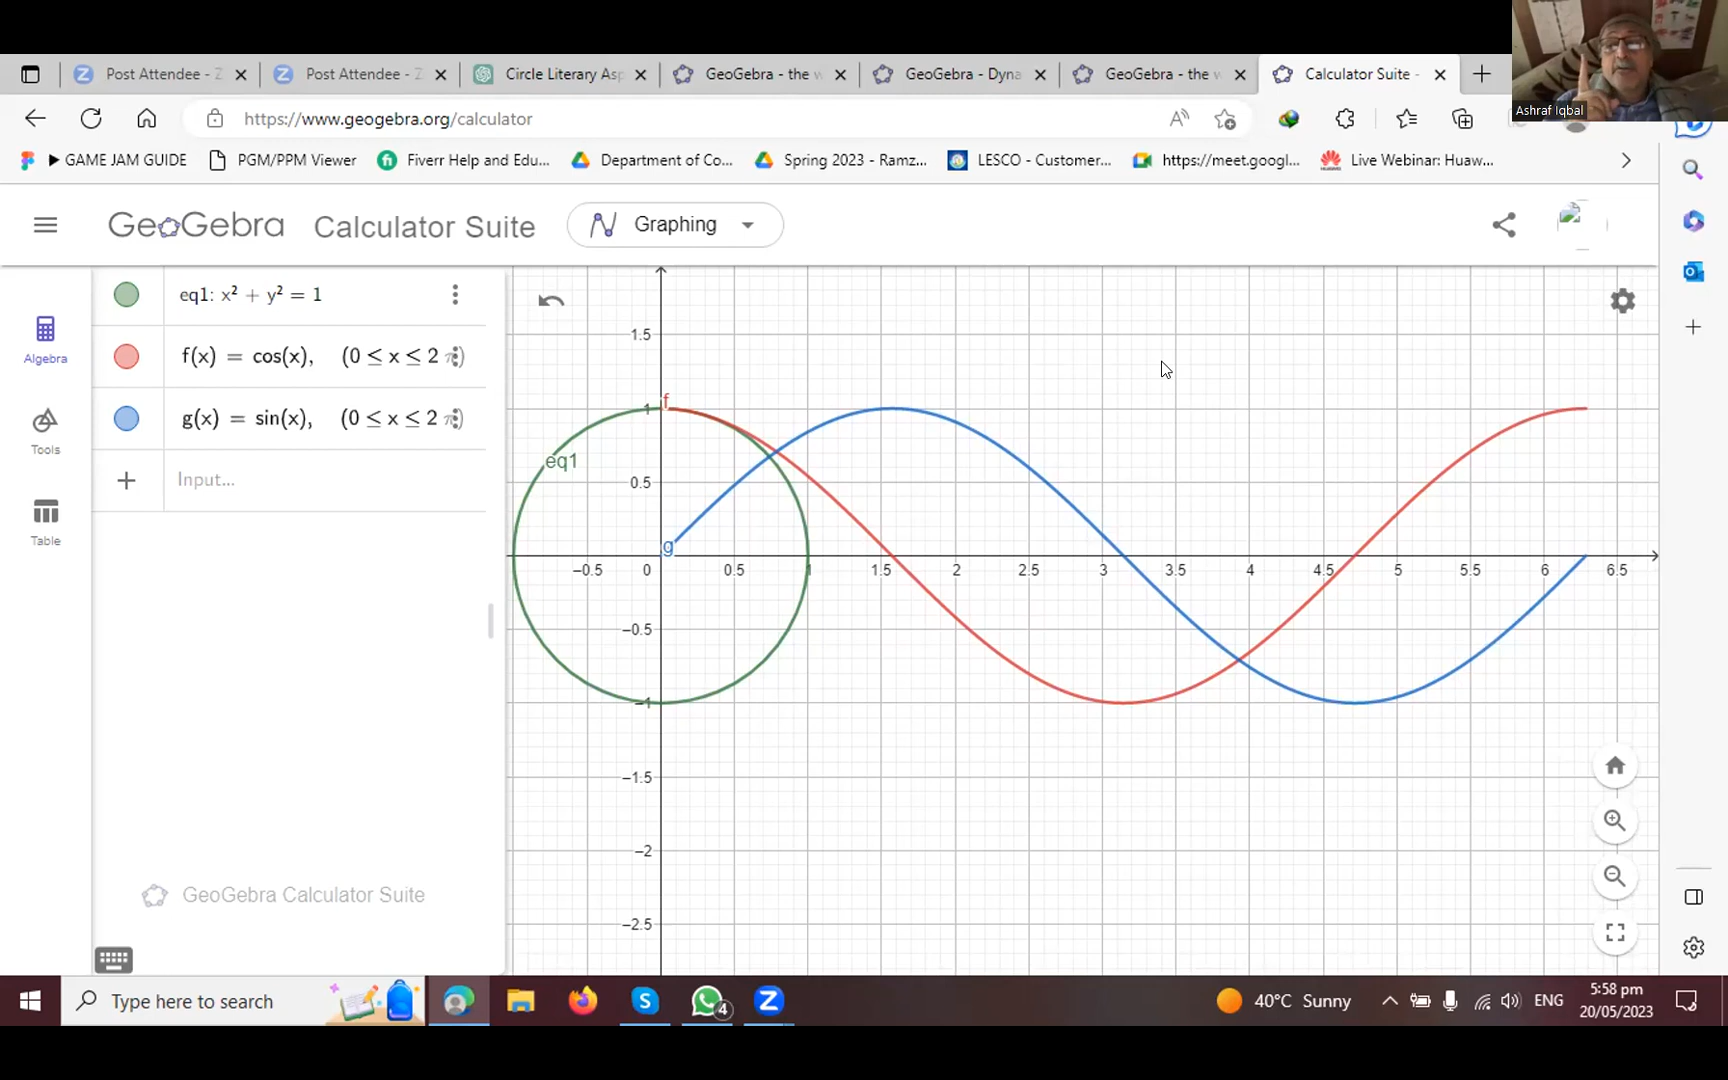 Post Attendee - Z
Post Attendee - Z
Circle Literary Asp
GeoGebra - the w
GeoGebra - Dyna
GeoGebra - the w
Calculator Suite -
Ashraf Iqbal
https://www.geogebra.org/calculator
GAME JAM GUIDE
PGM/PPM Viewer
Fiverr Help and Edu...
Department of Co...
Spring 2023 - Ramz...
LESCO - Customer...
https://meet.googl...
Live Webinar: Huaw...
GeoGebra
Calculator Suite
Graphing
Algebra
Tools
Table
eq1: x² + y² = 1
f(x) = cos(x), (0 ≤ x ≤ 2 π)
g(x) = sin(x), (0 ≤ x ≤ 2 π)
Input...
GeoGebra Calculator Suite
1.5
1
0.5
−0.5
−1
−1.5
−2
−2.5
−0.5 0 0.5 1 1.5 2 2.5 3 3.5 4 4.5 5 5.5 6 6.5
f
eq1
g
Type here to search
4
40°C Sunny
ENG
5:58 pm
20/05/2023